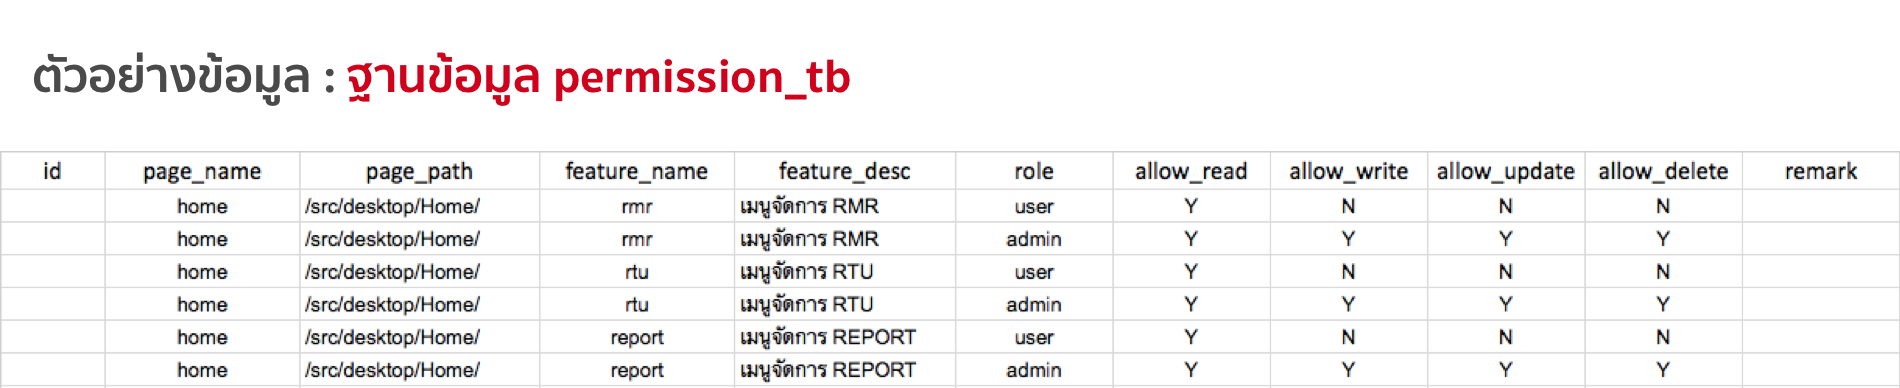 ตัวอย่างข้อมูล : ฐานข้อมูล permission_tb
id page_name page_path feature_name feature_desc role allow_read allow_write allow_update allow_delete remark
home /src/desktop/Home/ rmr เมนูจัดการ RMR user Y N N N
home /src/desktop/Home/ rmr เมนูจัดการ RMR admin Y Y Y Y
home /src/desktop/Home/ rtu เมนูจัดการ RTU user Y N N N
home /src/desktop/Home/ rtu เมนูจัดการ RTU admin Y Y Y Y
home /src/desktop/Home/ report เมนูจัดการ REPORT user Y N N N
home /src/desktop/Home/ report เมนูจัดการ REPORT admin Y Y Y Y